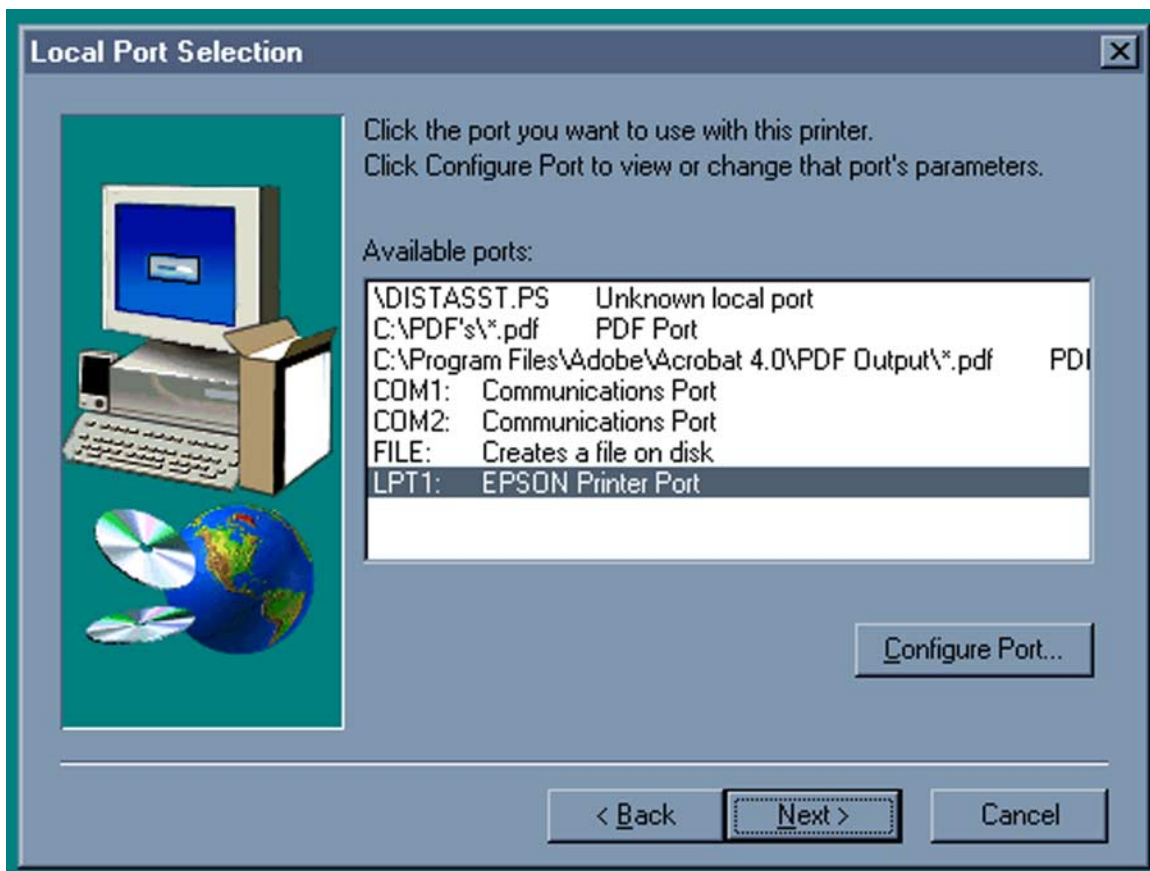 Local Port Selection
Click the port you want to use with this printer.
Click Configure Port to view or change that port's parameters.
Available ports:
\DISTASST.PS Unknown local port
C:\PDF's\*.pdf PDF Port
C:\Program Files\Adobe\Acrobat 4.0\PDF Output\*.pdf PDI
COM1: Communications Port
COM2: Communications Port
FILE: Creates a file on disk
LPT1: EPSON Printer Port
Configure Port...
< Back Next > Cancel